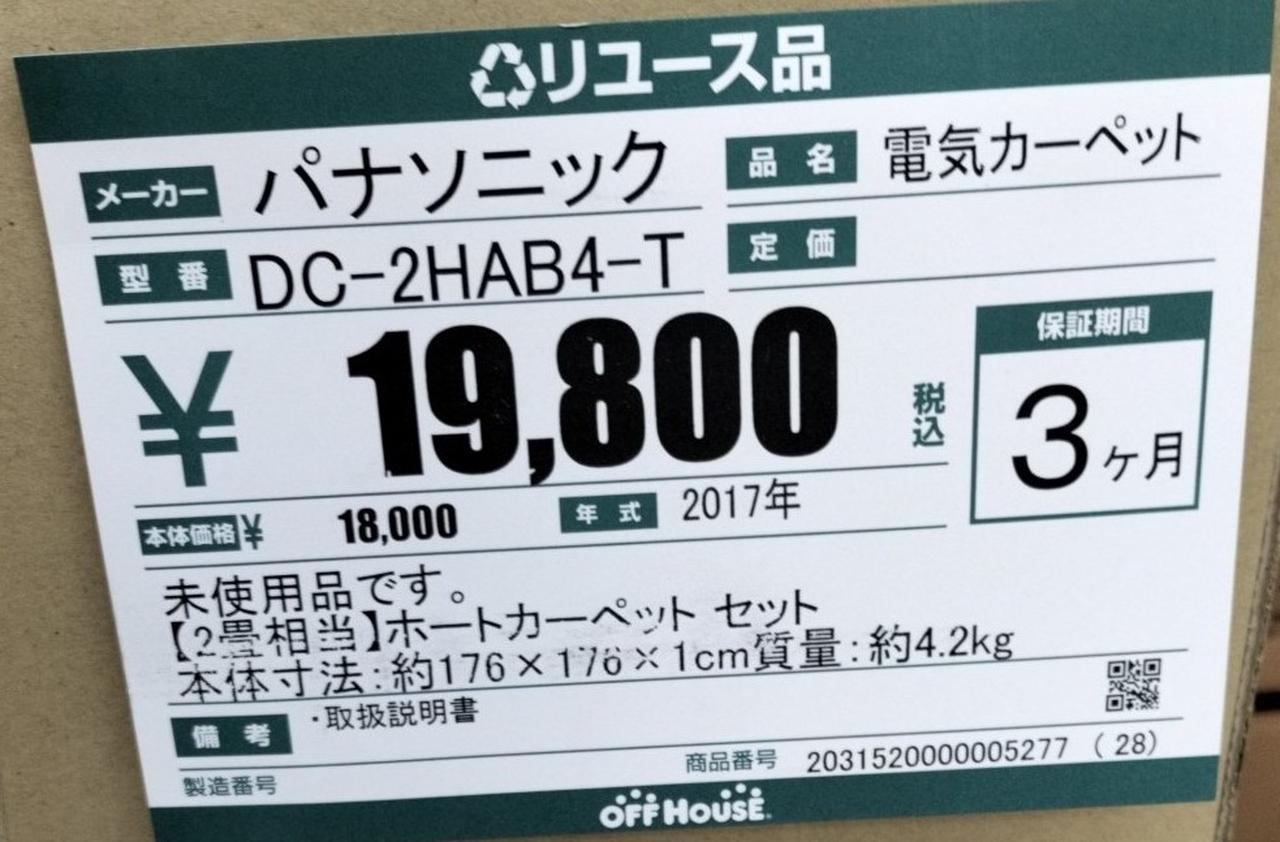 リユース品
メーカー パナソニック 品名 電気カーペット
型番 DC-2HAB4-T 定価
¥ 19,800 税込
保証期間
3ヶ月
本体価格 ¥ 18,000 年式 2017年
未使用品です。
【2畳相当】ホートカーペット セット
本体寸法:約176×176×1cm質量:約4.2kg
備考 ・取扱説明書
製造番号 商品番号 2031520000005277 (28)
OFF HOUSE